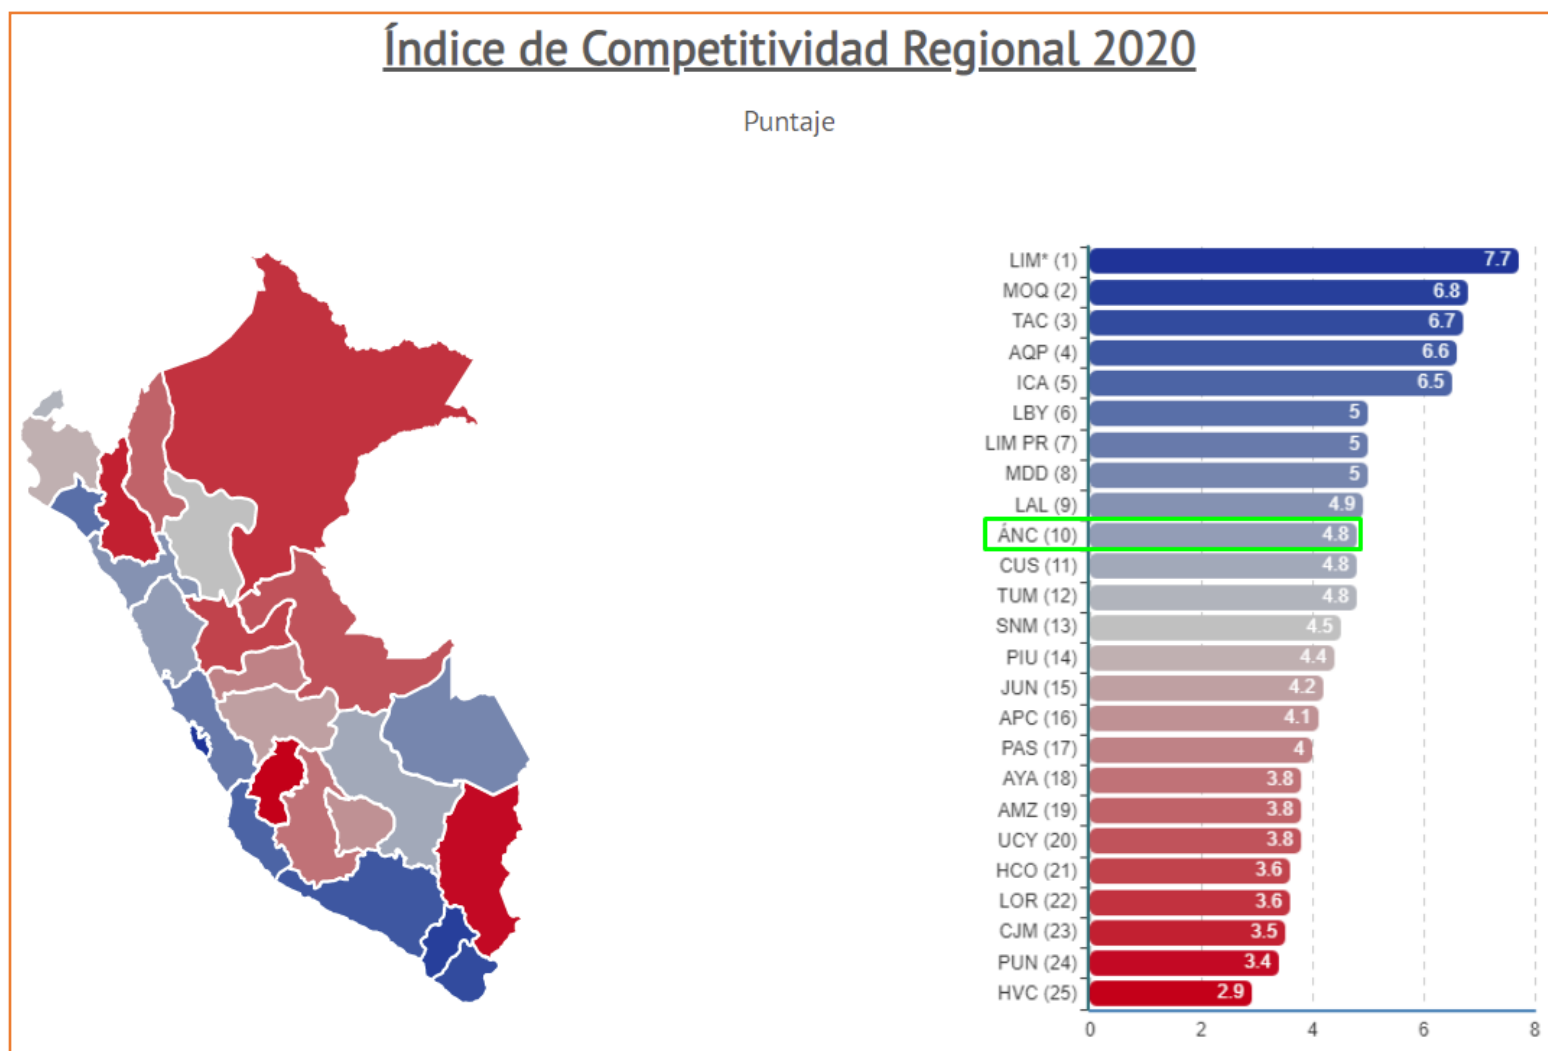 Índice de Competitividad Regional 2020
Puntaje
LIM* (1) 7.7
MOQ (2) 6.8
TAC (3) 6.7
AQP (4) 6.6
ICA (5) 6.5
LBY (6) 5
LIM PR (7) 5
MDD (8) 5
LAL (9) 4.9
ÁNC (10) 4.8
CUS (11) 4.8
TUM (12) 4.8
SNM (13) 4.5
PIU (14) 4.4
JUN (15) 4.2
APC (16) 4.1
PAS (17) 4
AYA (18) 3.8
AMZ (19) 3.8
UCY (20) 3.8
HCO (21) 3.6
LOR (22) 3.6
CJM (23) 3.5
PUN (24) 3.4
HVC (25) 2.9
0 2 4 6 8